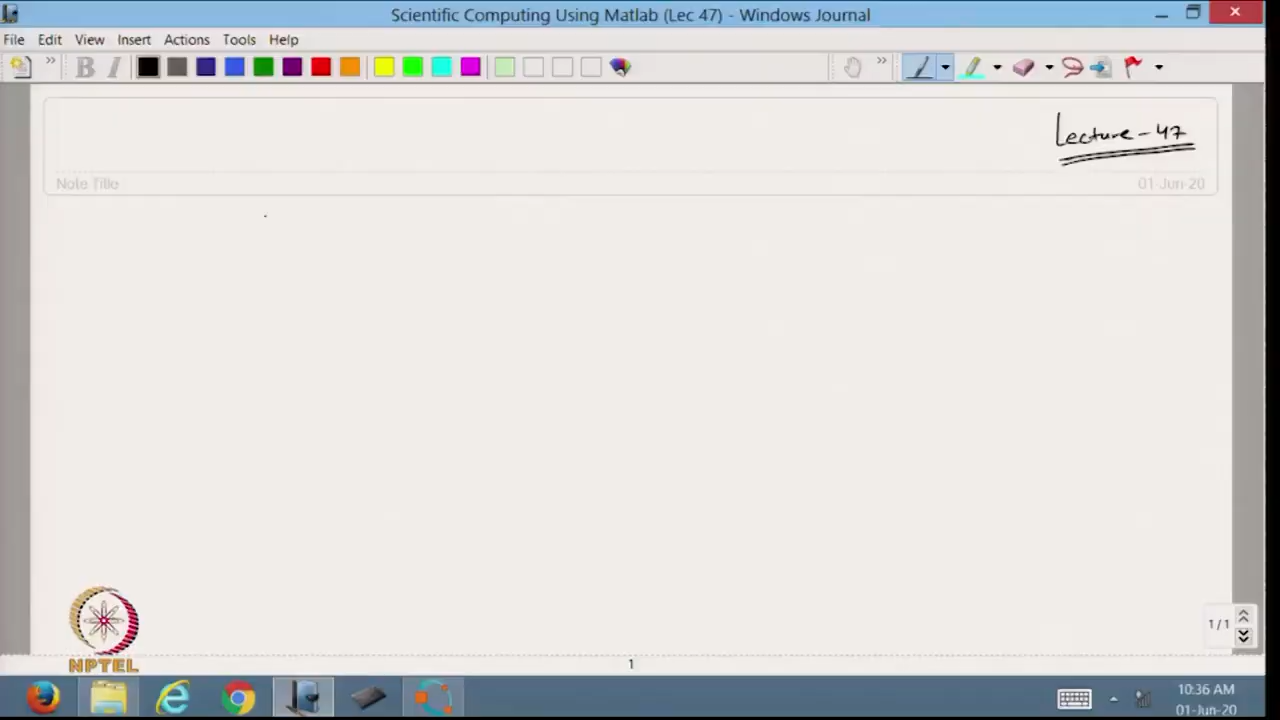 Scientific Computing Using Matlab (Lec 47) - Windows Journal
File Edit View Insert Actions Tools Help
B I
Lecture - 47
Note Title
01-Jun-20
1/1
NPTEL
1
10:36 AM
01-Jun-20